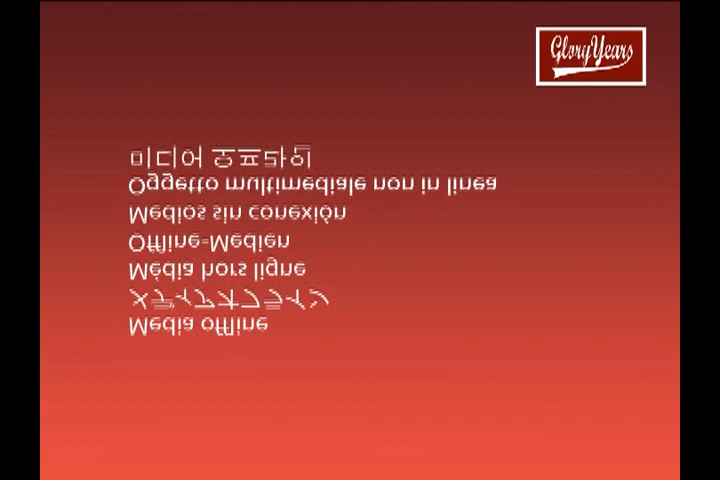 Glory Years
미디어 오프라인
Oggetto multimediale non in linea
Medios sin conexión
Offline-Medien
Média hors ligne
メディアオフライン
Media offline